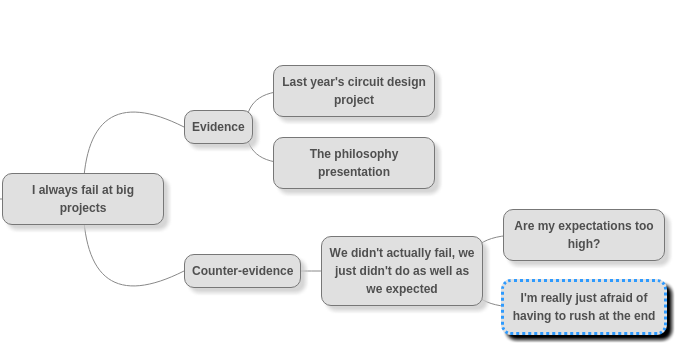 Last year's circuit design
project
Evidence
The philosophy
presentation
I always fail at big
projects
Are my expectations too
high?
Counter-evidence
We didn't actually fail, we
just didn't do as well as
we expected
I'm really just afraid of
having to rush at the end